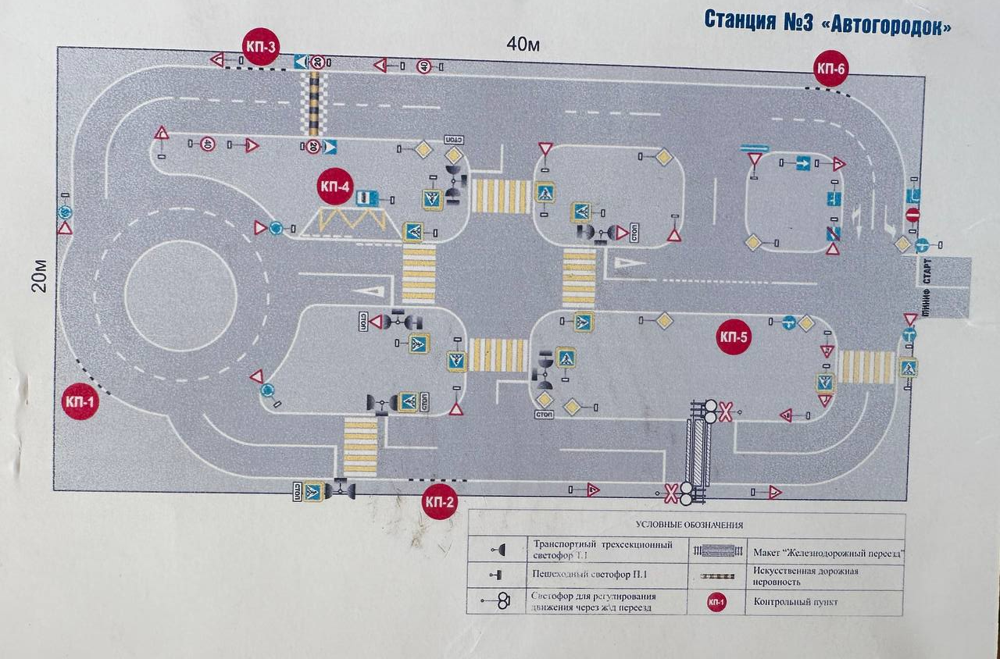 Станция №3 «Автогородок»
40м
20м
КП-3
КП-6
20
40
40
20
СТОП
КП-4
СТОП
СТАРТ
ФИНИШ
СТОП
КП-5
КП-1
СТОП
СТОП
СТОП
КП-2
УСЛОВНЫЕ ОБОЗНАЧЕНИЯ
Транспортный трехсекционный
светофор Т.1
Макет "Железнодорожный переезд"
Пешеходный светофор П.1
Искусственная дорожная
неровность
Светофор для регулирования
движения через ж\д переезд
КП-1
Контрольный пункт